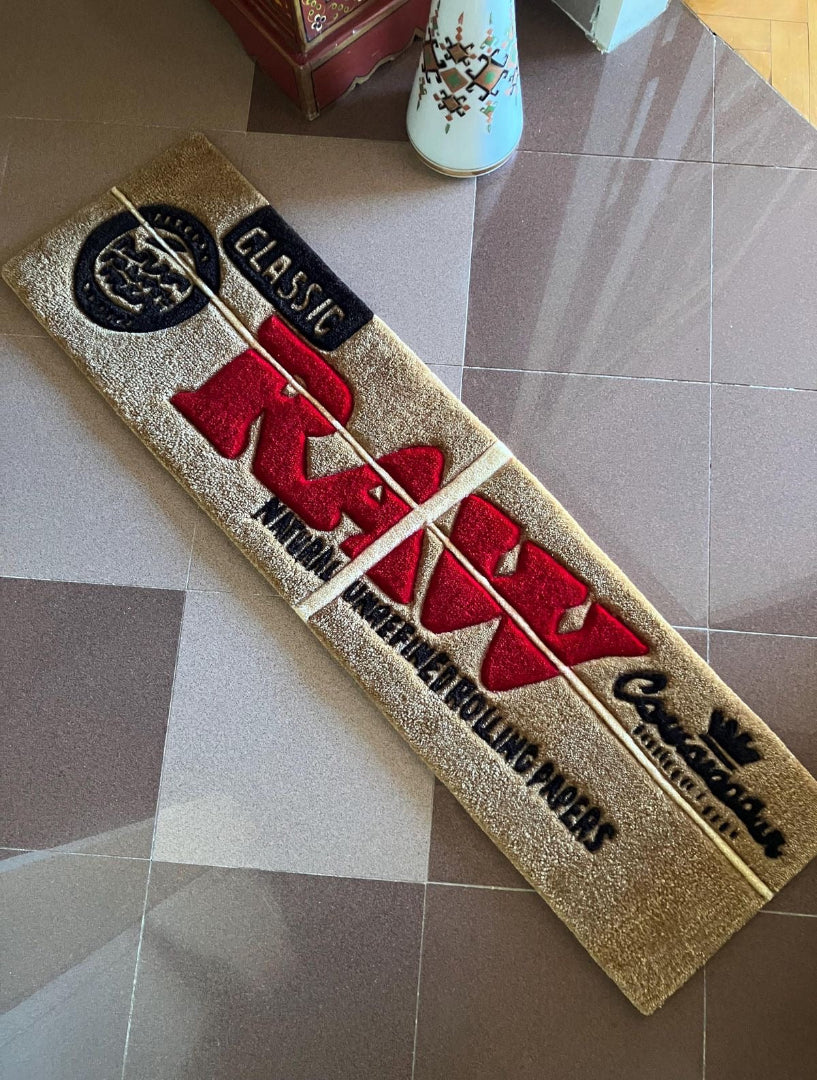 CLASSIC
RAW
NATURAL UNREFINED ROLLING PAPERS
Connoisseur